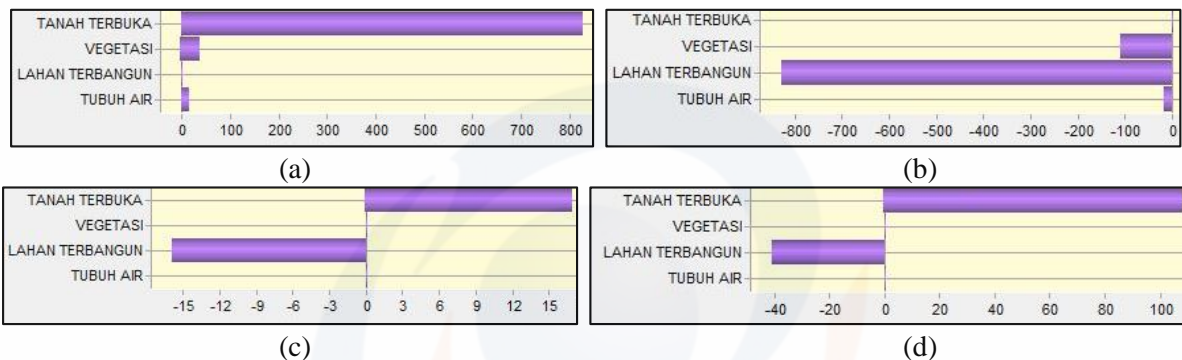 TANAH TERBUKA
VEGETASI
LAHAN TERBANGUN
TUBUH AIR
0 100 200 300 400 500 600 700 800
(a)
TANAH TERBUKA
VEGETASI
LAHAN TERBANGUN
TUBUH AIR
-800 -700 -600 -500 -400 -300 -200 -100 0
(b)
TANAH TERBUKA
VEGETASI
LAHAN TERBANGUN
TUBUH AIR
-15 -12 -9 -6 -3 0 3 6 9 12 15
(c)
TANAH TERBUKA
VEGETASI
LAHAN TERBANGUN
TUBUH AIR
-40 -20 0 20 40 60 80 100
(d)